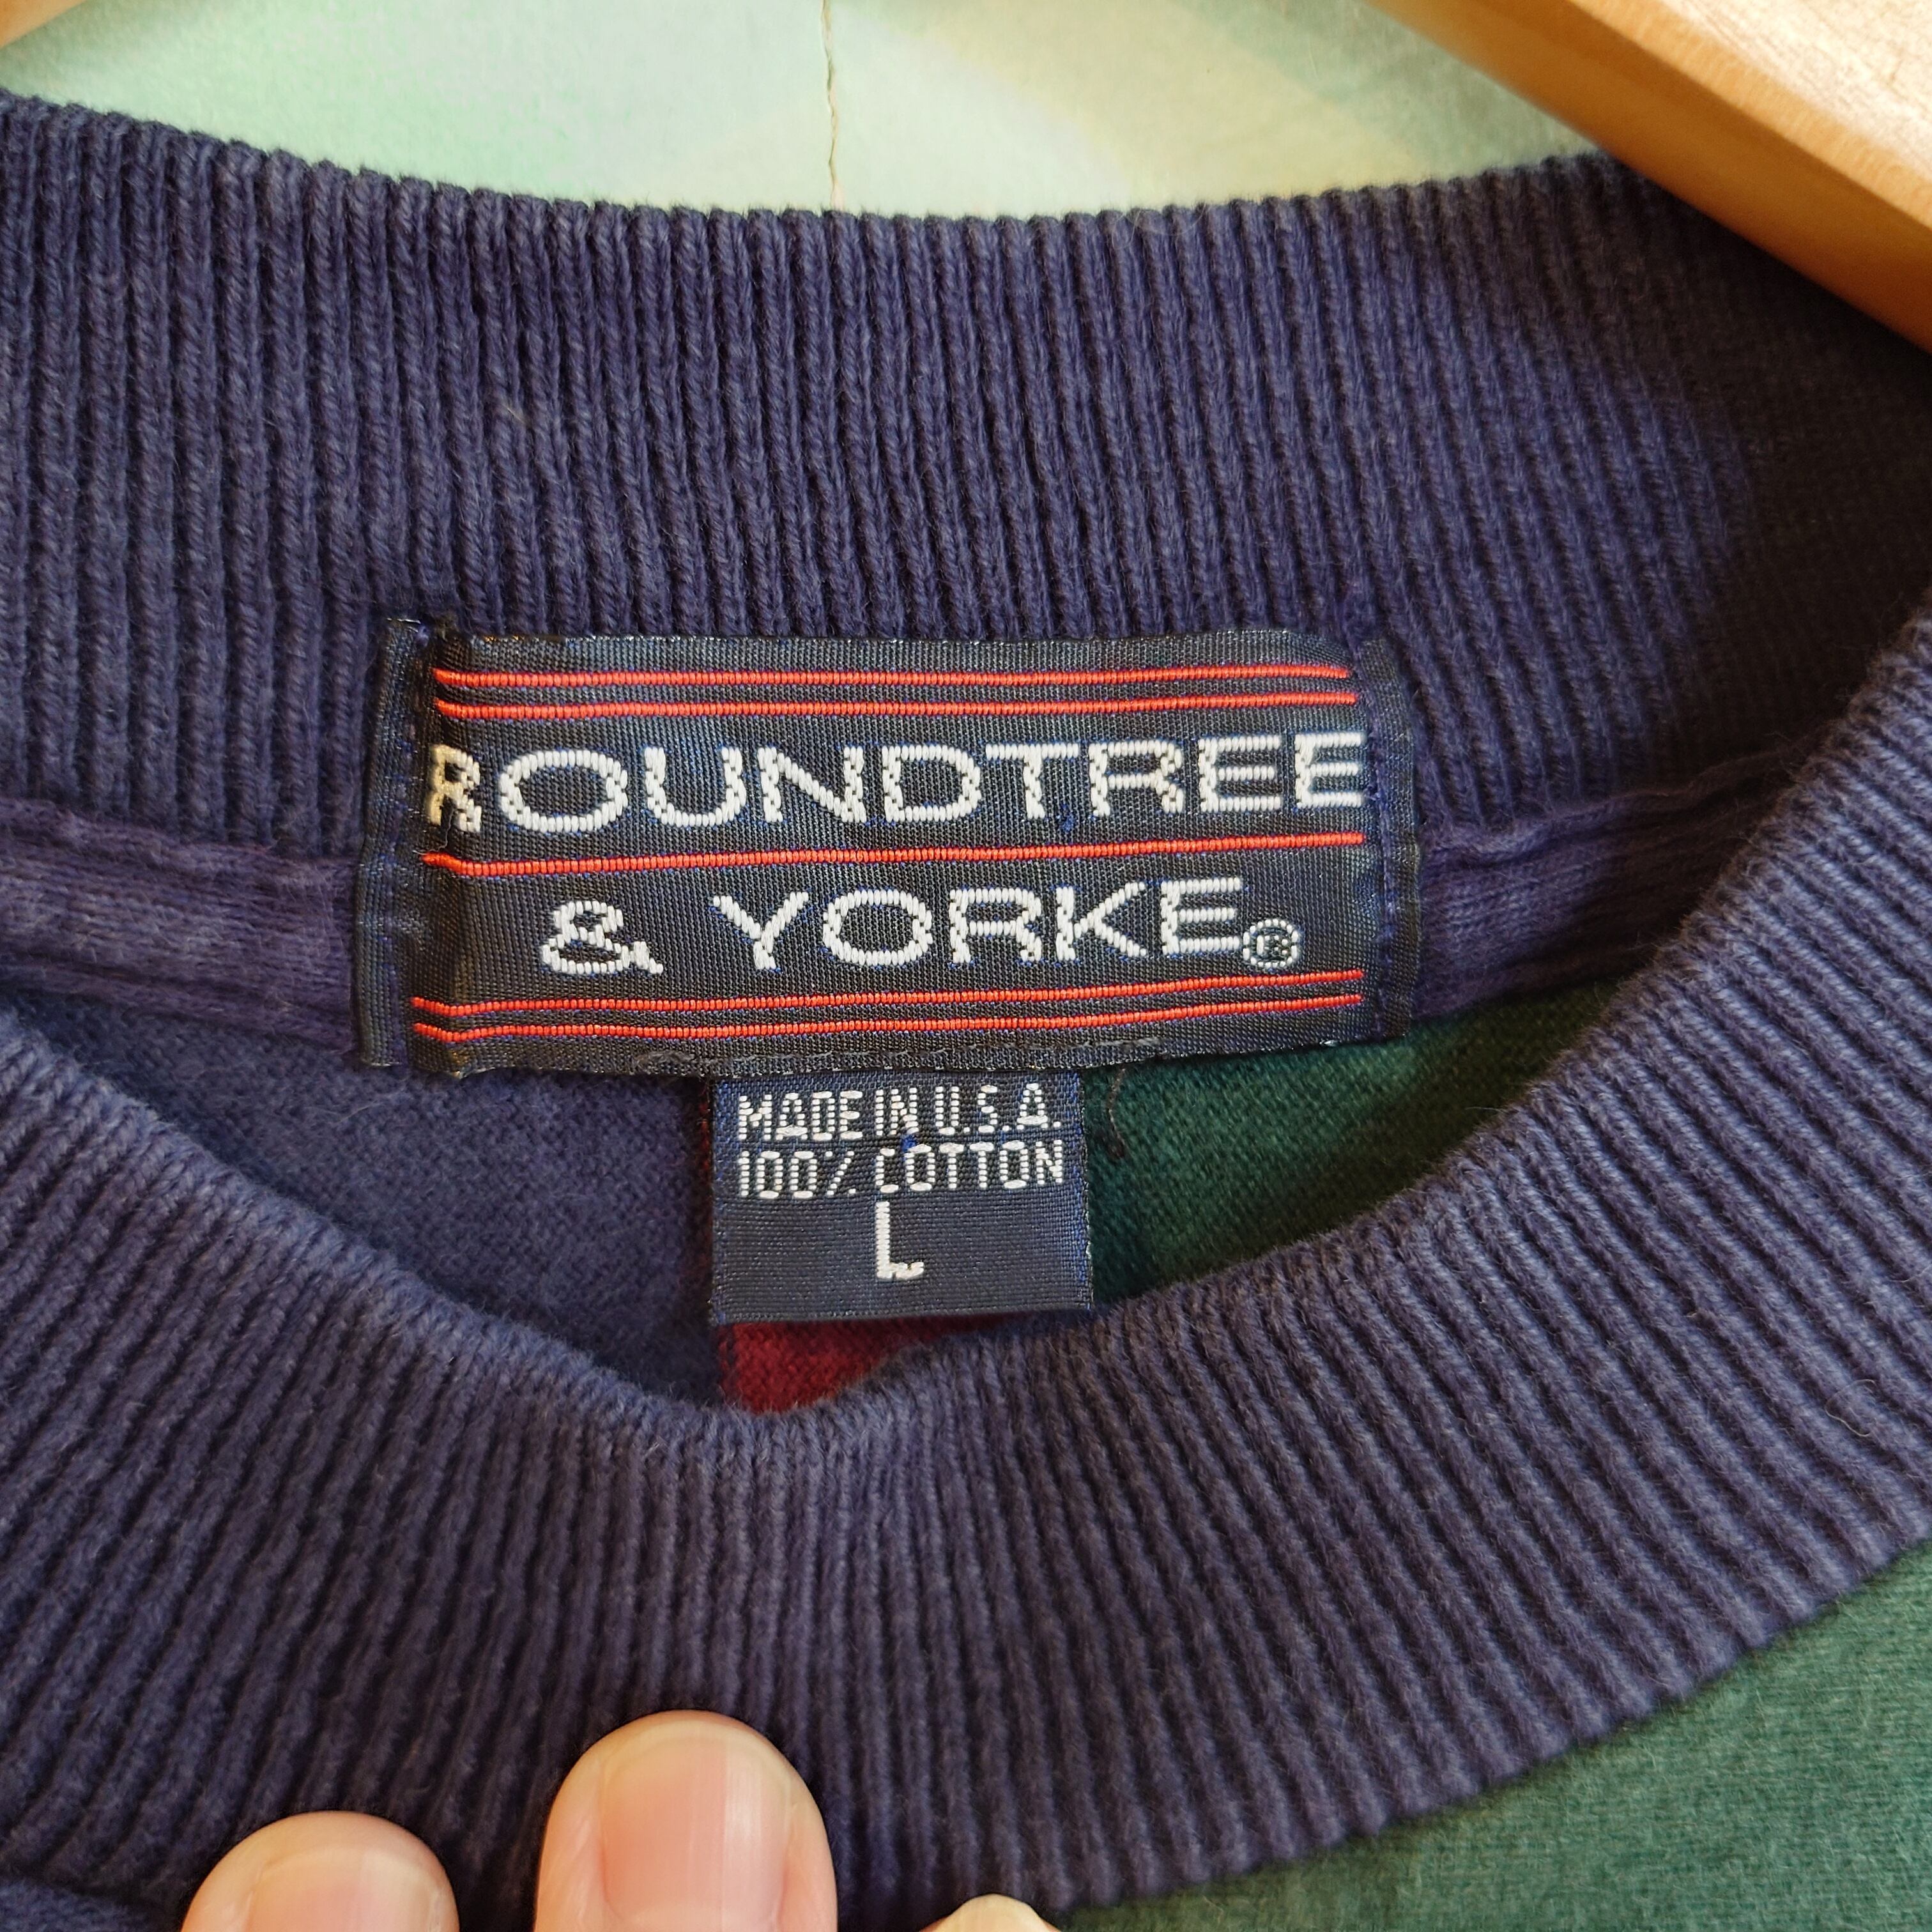 ROUNDTREE
& YORKE®
MADE IN U.S.A.
100% COTTON
L